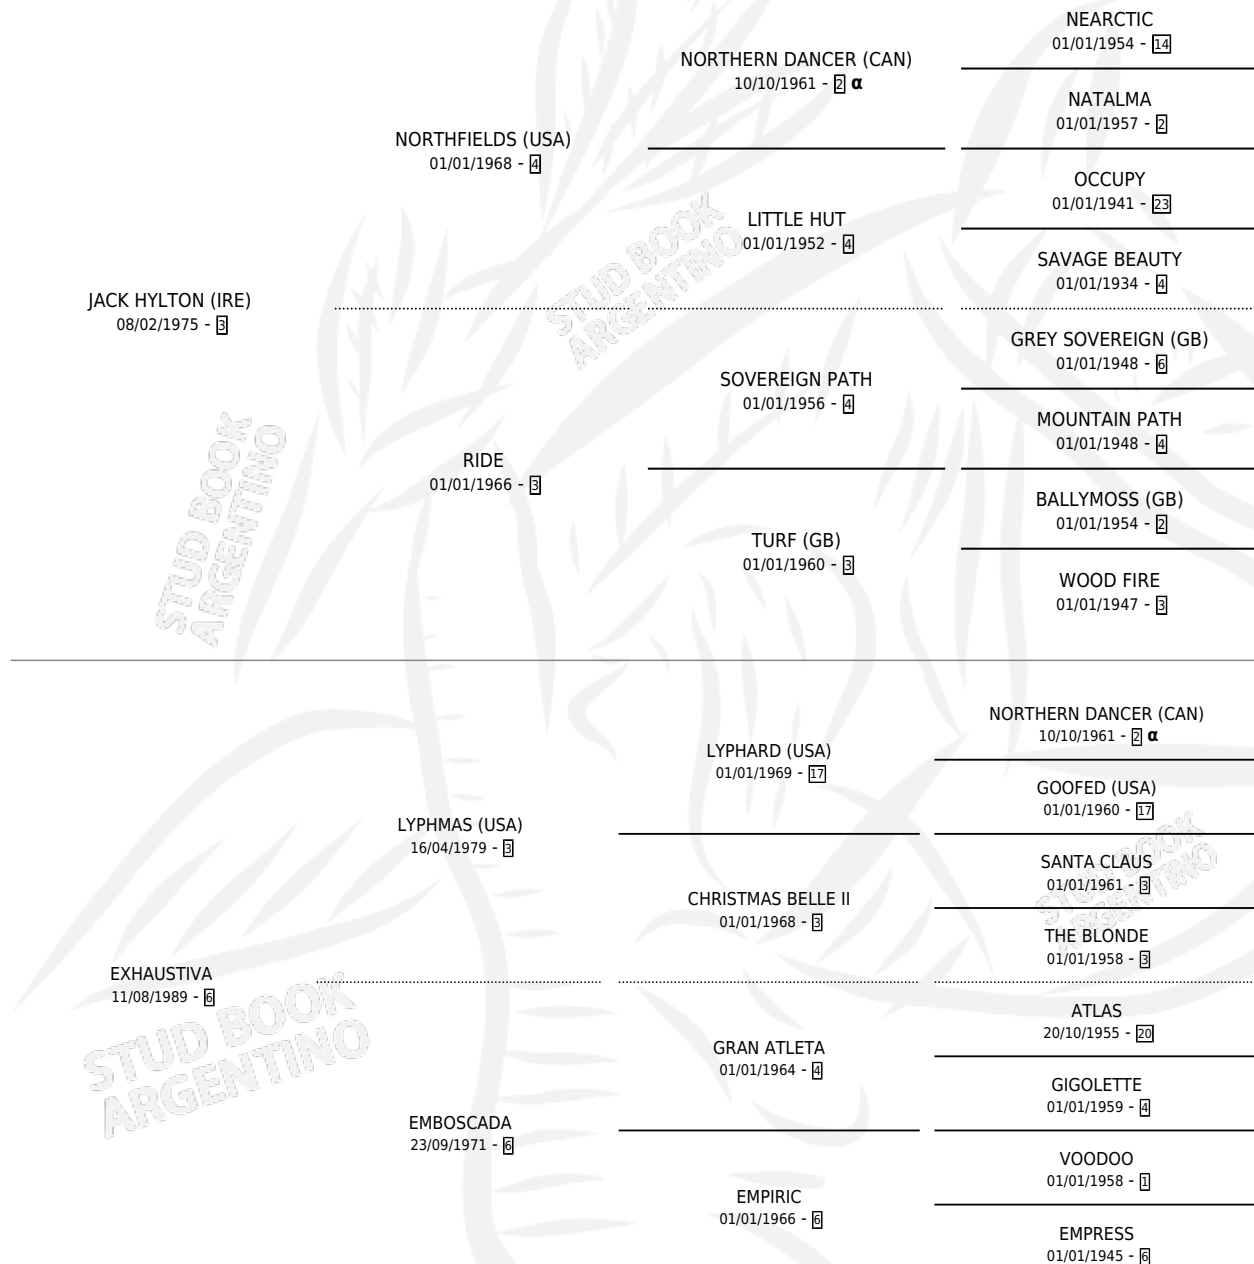 NEARCTIC
01/01/1954 - 14
NORTHERN DANCER (CAN)
10/10/1961 - 2 α
NATALMA
01/01/1957 - 2
NORTHFIELDS (USA)
01/01/1968 - 4
OCCUPY
01/01/1941 - 23
LITTLE HUT
01/01/1952 - 4
SAVAGE BEAUTY
01/01/1934 - 4
JACK HYLTON (IRE)
08/02/1975 - 3
STUD BOOK
ARGENTINO
GREY SOVEREIGN (GB)
01/01/1948 - 6
SOVEREIGN PATH
01/01/1956 - 4
MOUNTAIN PATH
01/01/1948 - 4
RIDE
01/01/1966 - 3
BALLYMOSS (GB)
01/01/1954 - 2
TURF (GB)
01/01/1960 - 3
WOOD FIRE
01/01/1947 - 3
STUD BOOK
ARGENTINO
NORTHERN DANCER (CAN)
10/10/1961 - 2 α
LYPHARD (USA)
01/01/1969 - 17
GOOFED (USA)
01/01/1960 - 17
LYPHMAS (USA)
16/04/1979 - 3
SANTA CLAUS
01/01/1961 - 3
STUD BOOK
ARGENTINO
CHRISTMAS BELLE II
01/01/1968 - 3
THE BLONDE
01/01/1958 - 3
EXHAUSTIVA
11/08/1989 - 6
STUD BOOK
ARGENTINO
ATLAS
20/10/1955 - 20
GRAN ATLETA
01/01/1964 - 4
GIGOLETTE
01/01/1959 - 4
EMBOSCADA
23/09/1971 - 6
VOODOO
01/01/1958 - 1
EMPIRIC
01/01/1966 - 6
EMPRESS
01/01/1945 - 6